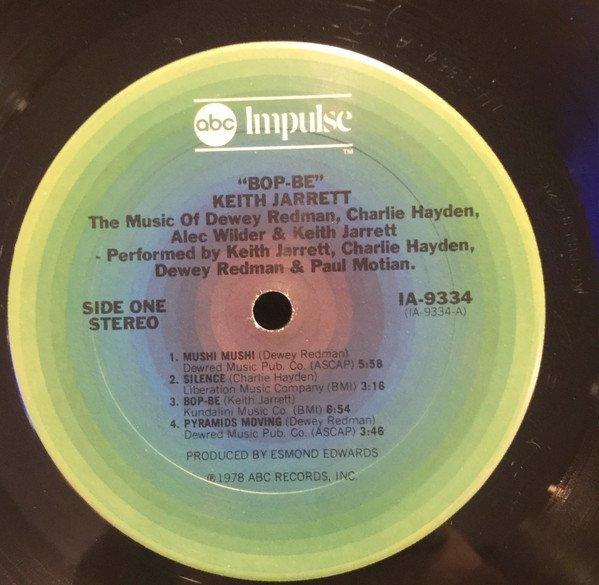 abc Impulse
TM
"BOP-BE"
KEITH JARRETT
The Music Of Dewey Redman, Charlie Hayden,
Alec Wilder & Keith Jarrett
- Performed by Keith Jarrett, Charlie Hayden,
Dewey Redman & Paul Motian.
SIDE ONE
STEREO
IA-9334
(IA-9334-A)
1. MUSHI MUSHI (Dewey Redman)
Dewred Music Pub. Co. (ASCAP) 5:58
2. SILENCE (Charlie Hayden)
Liberation Music Company (BMI) 3:16
3. BOP-BE (Keith Jarrett)
Kundalini Music Co. (BMI) 6:54
4. PYRAMIDS MOVING (Dewey Redman)
Dewred Music Pub. Co. (ASCAP) 3:46
PRODUCED BY ESMOND EDWARDS
℗1978 ABC RECORDS, INC.